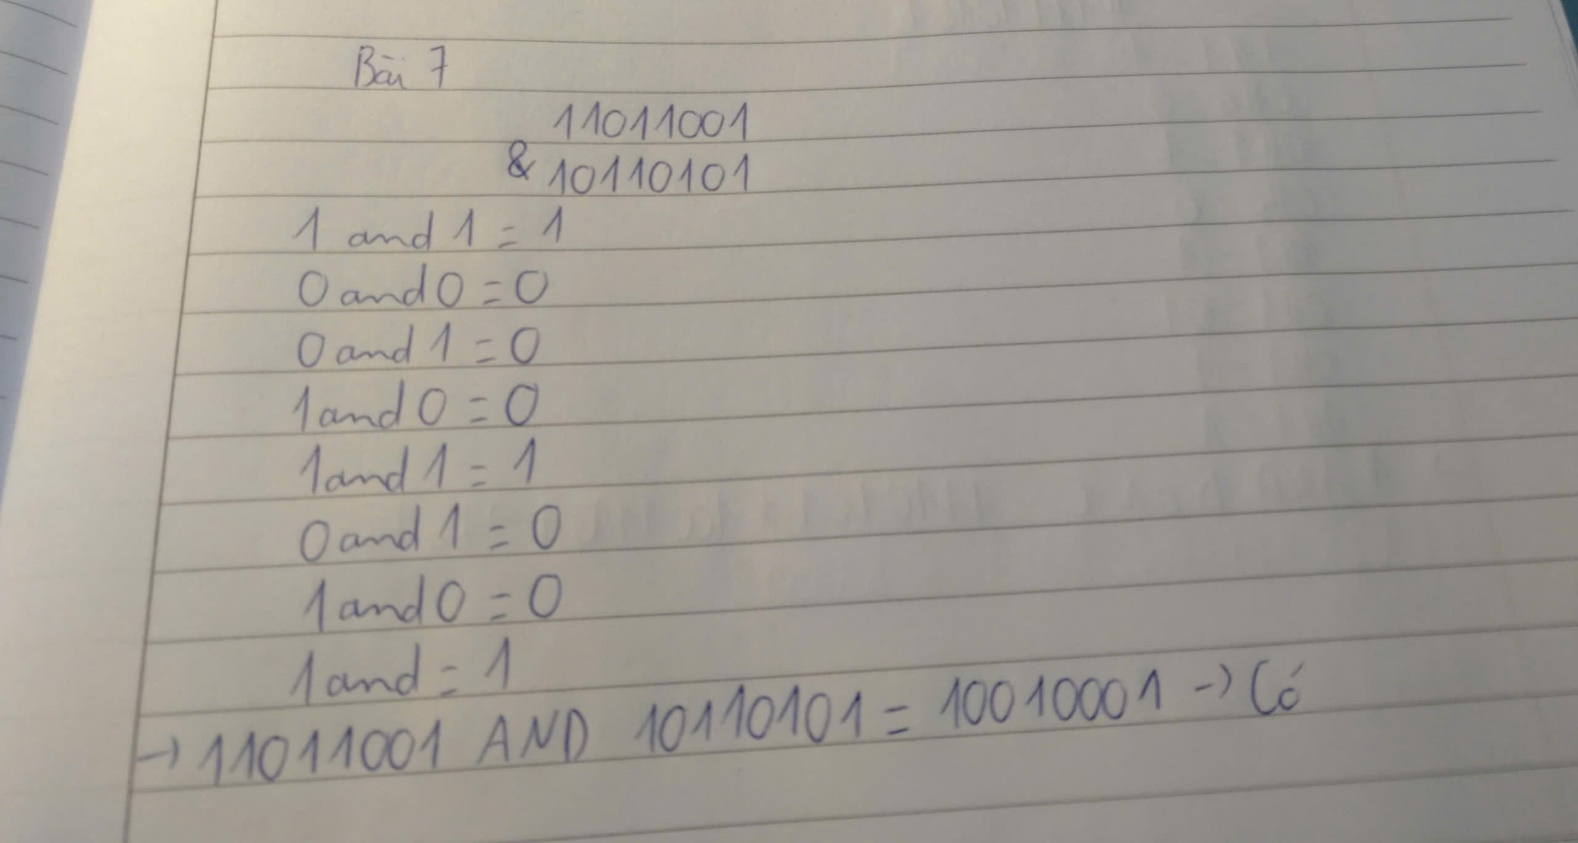 Bài 7
11011001
& 10110101
1 and 1 = 1
0 and 0 = 0
0 and 1 = 0
1 and 0 = 0
1 and 1 = 1
0 and 1 = 0
1 and 0 = 0
1 and = 1
→ 11011001 AND 10110101 = 10010001 → Có